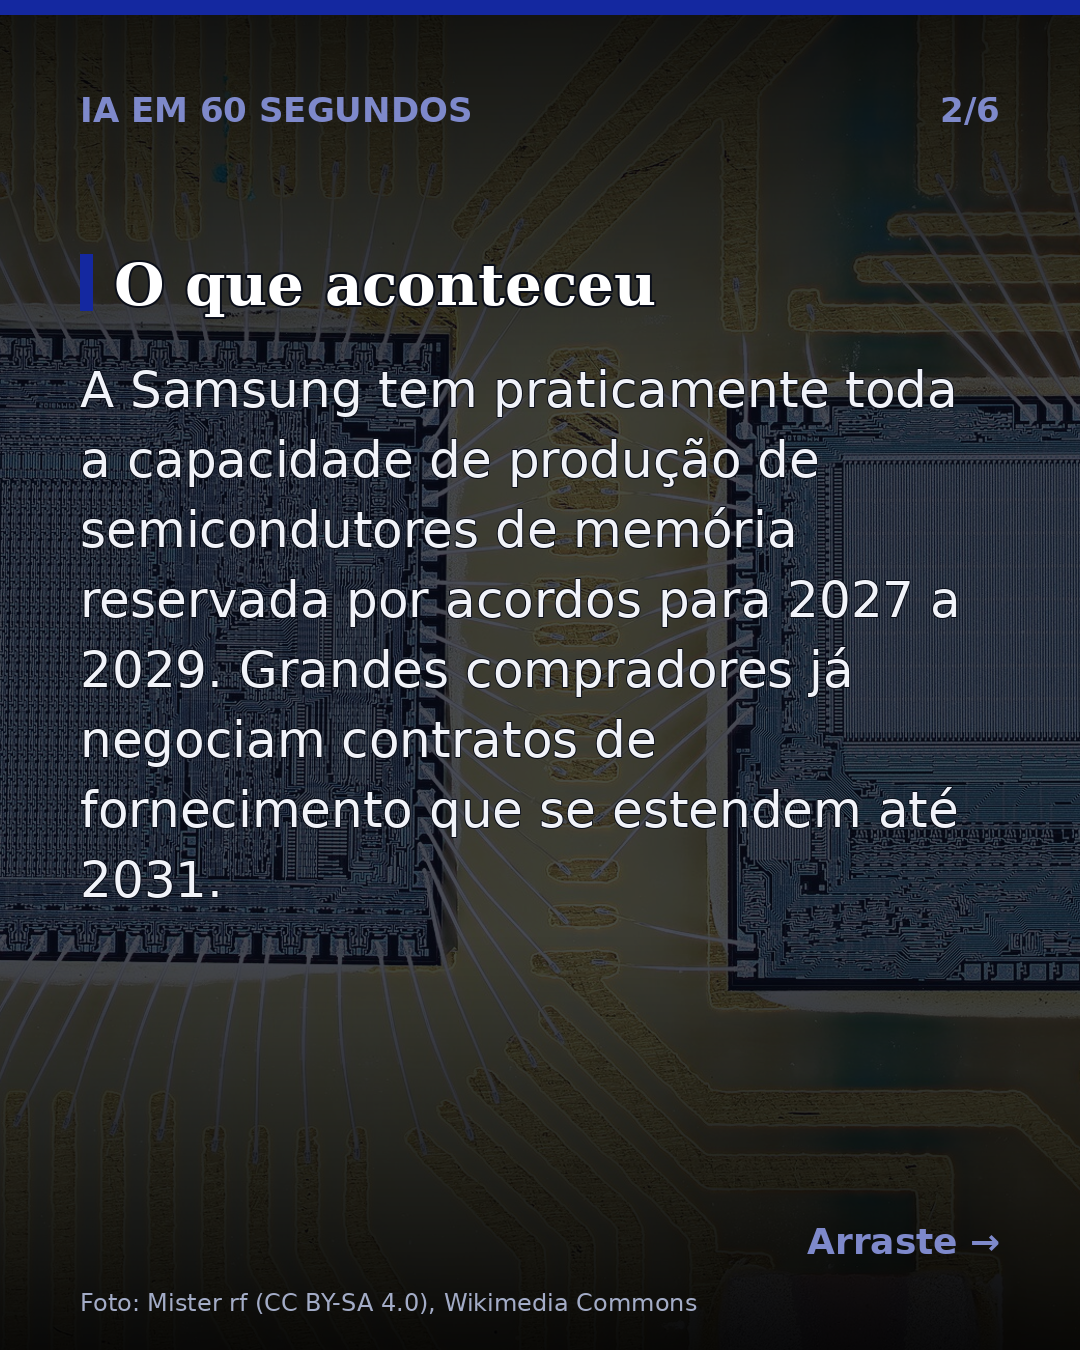 IA EM 60 SEGUNDOS
2/6
O que aconteceu
A Samsung tem praticamente toda
a capacidade de produção de
semicondutores de memória
reservada por acordos para 2027 a
2029. Grandes compradores já
negociam contratos de
fornecimento que se estendem até
2031.
Arraste →
Foto: Mister rf (CC BY-SA 4.0), Wikimedia Commons